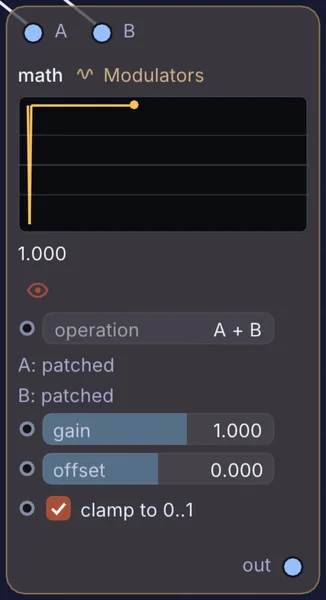 A B
math Modulators
1.000
operation A + B
A: patched
B: patched
gain 1.000
offset 0.000
clamp to 0..1
out